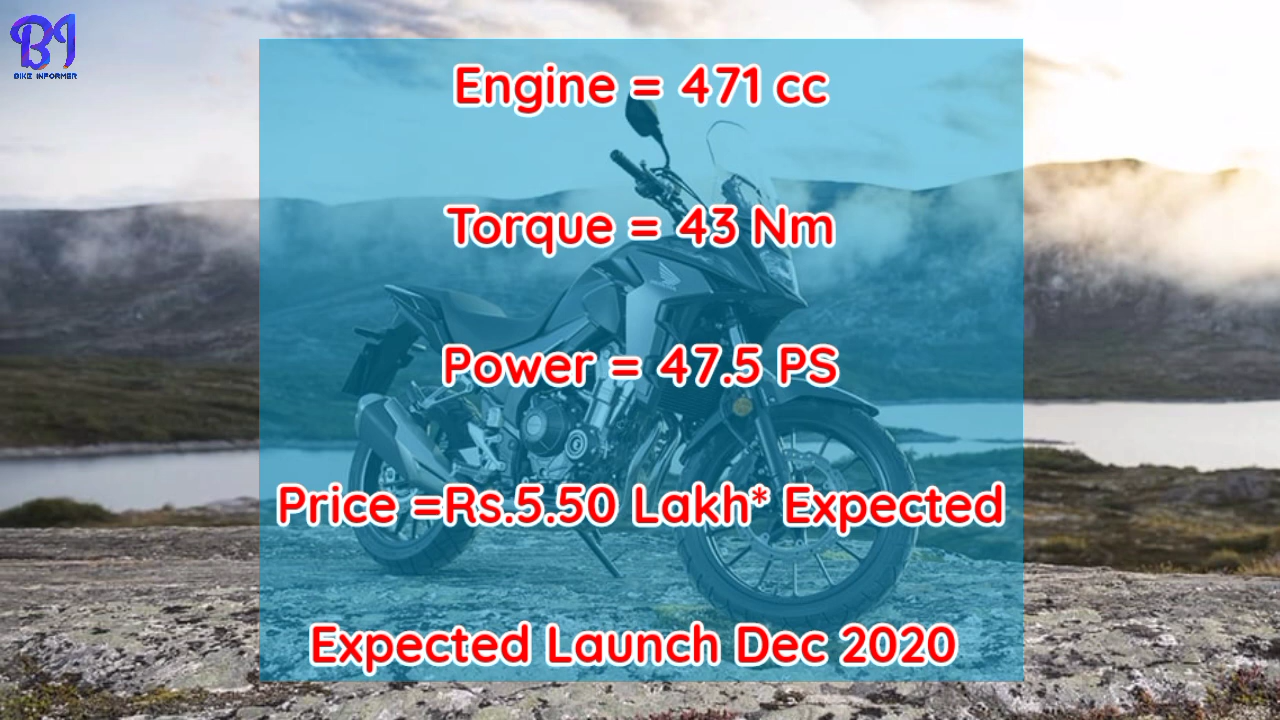 BI
BIKE INFORMER
Engine = 471 cc
Torque = 43 Nm
Power = 47.5 PS
Price =Rs.5.50 Lakh* Expected
Expected Launch Dec 2020